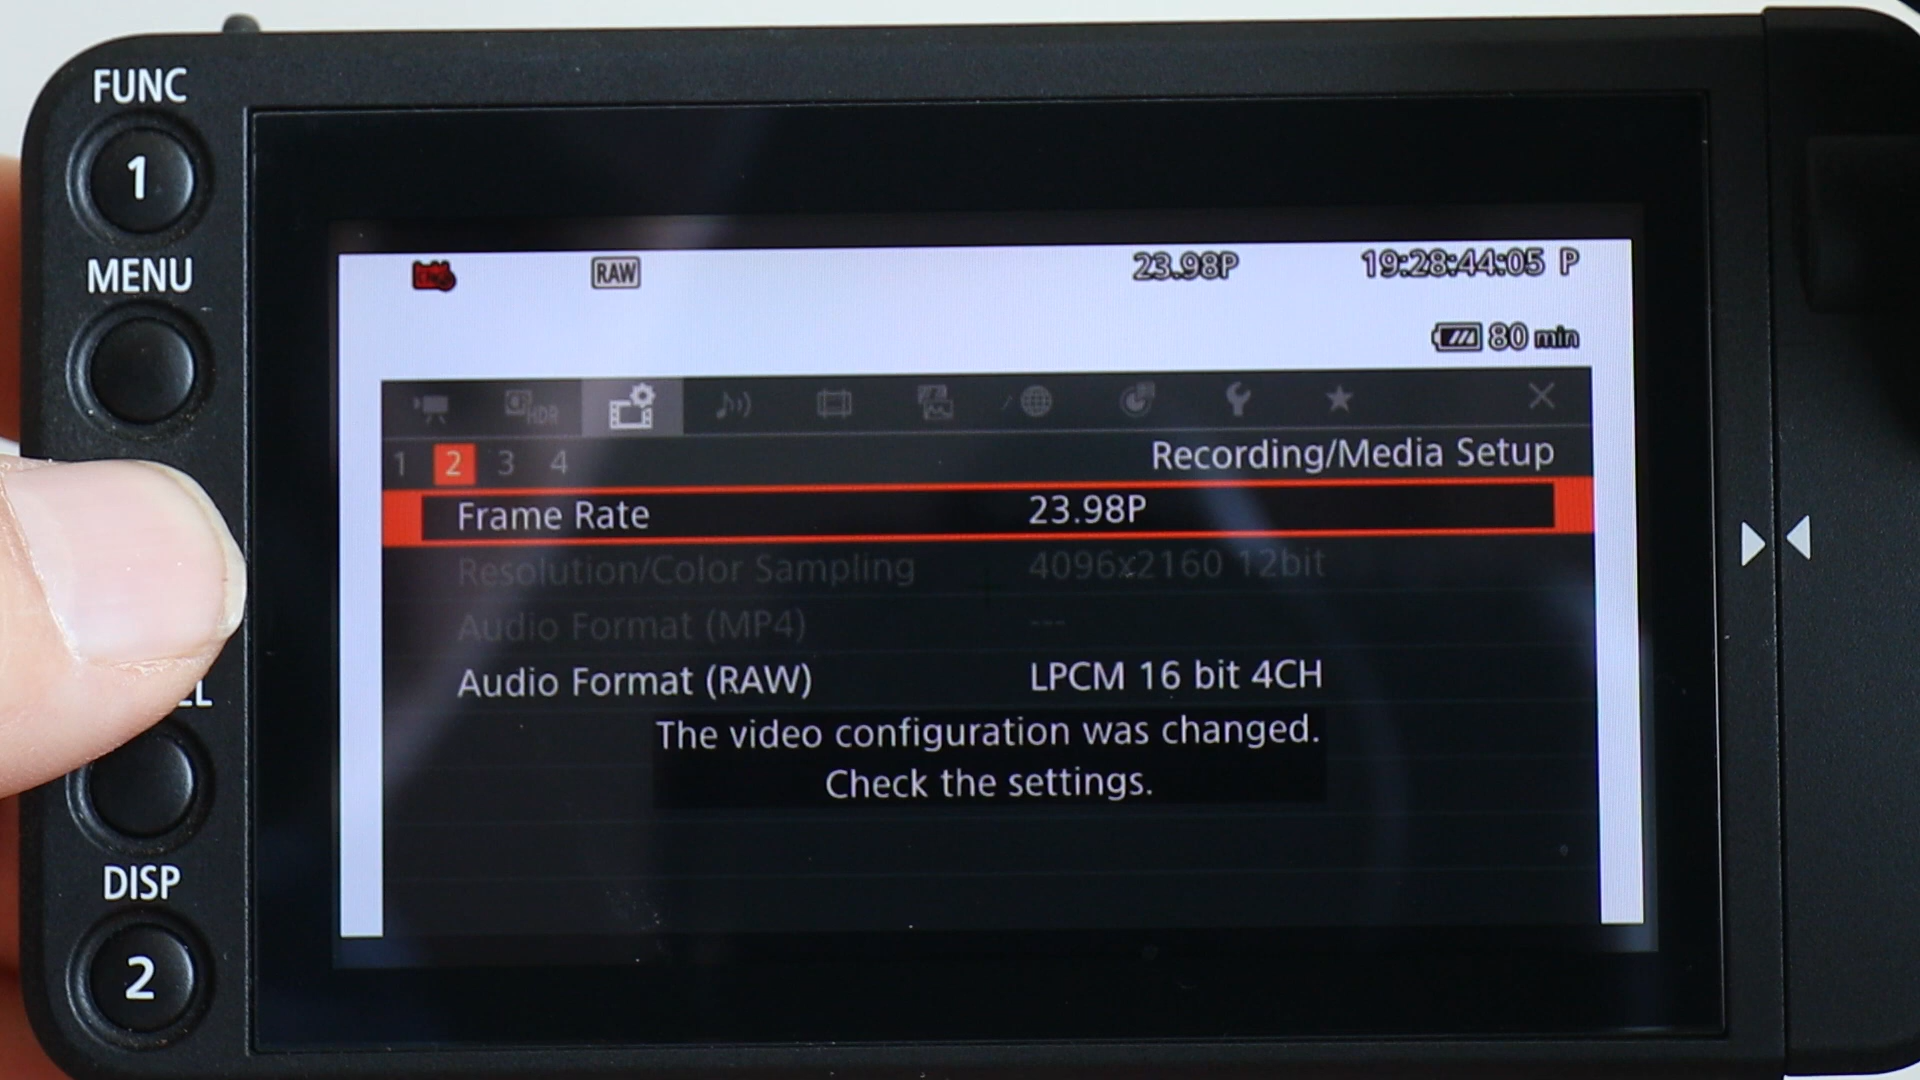 FUNC
1
MENU
DISP
2
RAW
23.98P
19:28:44:05 P
80 min
HDR
1 2 3 4
Recording/Media Setup
Frame Rate 23.98P
Resolution/Color Sampling 4096x2160 12bit
Audio Format (MP4) ---
Audio Format (RAW) LPCM 16 bit 4CH
The video configuration was changed.
Check the settings.